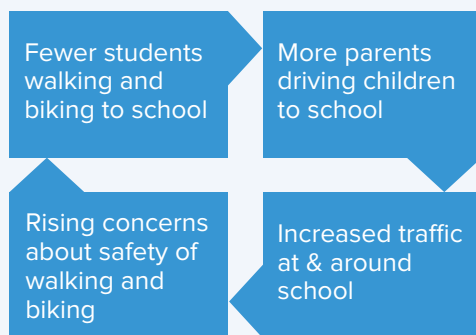 Fewer students
walking and
biking to school
More parents
driving children
to school
Increased traffic
at & around
school
Rising concerns
about safety of
walking and
biking